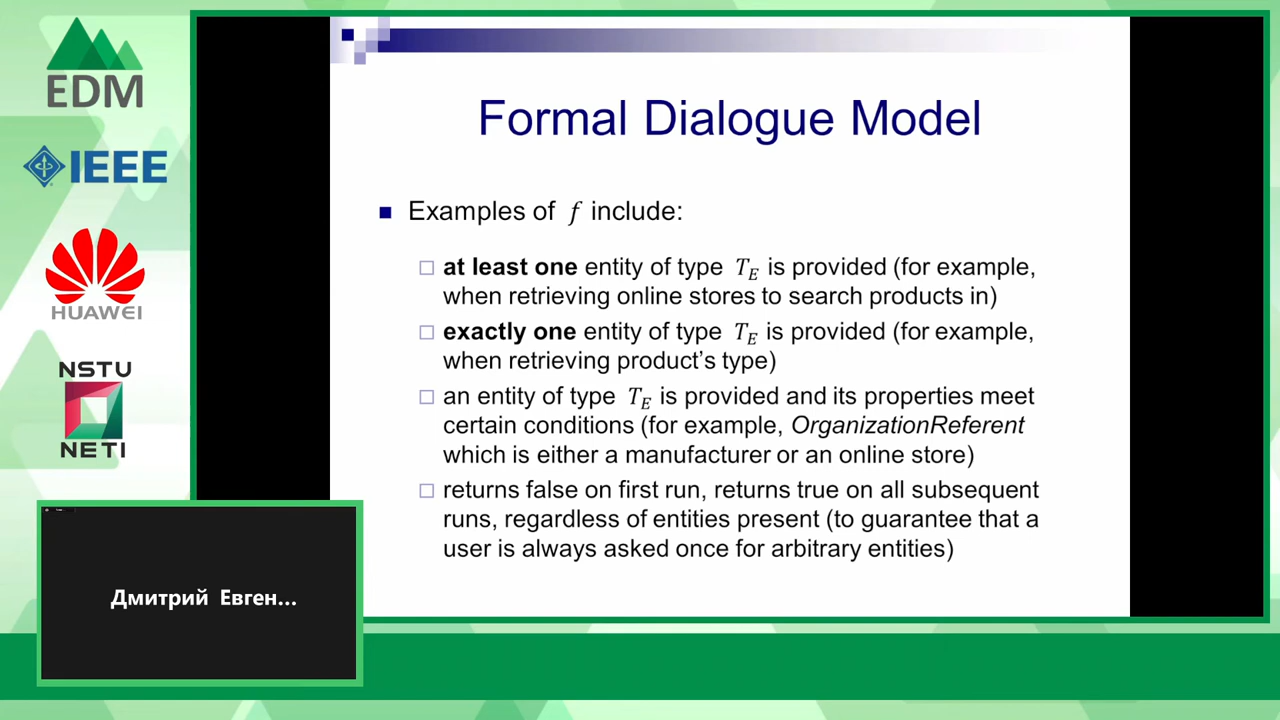 EDM
IEEE
HUAWEI
NSTU
NETI
Formal Dialogue Model
Examples of f include:
at least one entity of type T_E is provided (for example,
when retrieving online stores to search products in)
exactly one entity of type T_E is provided (for example,
when retrieving product's type)
an entity of type T_E is provided and its properties meet
certain conditions (for example, OrganizationReferent
which is either a manufacturer or an online store)
returns false on first run, returns true on all subsequent
runs, regardless of entities present (to guarantee that a
user is always asked once for arbitrary entities)
Дмитрий Евген...